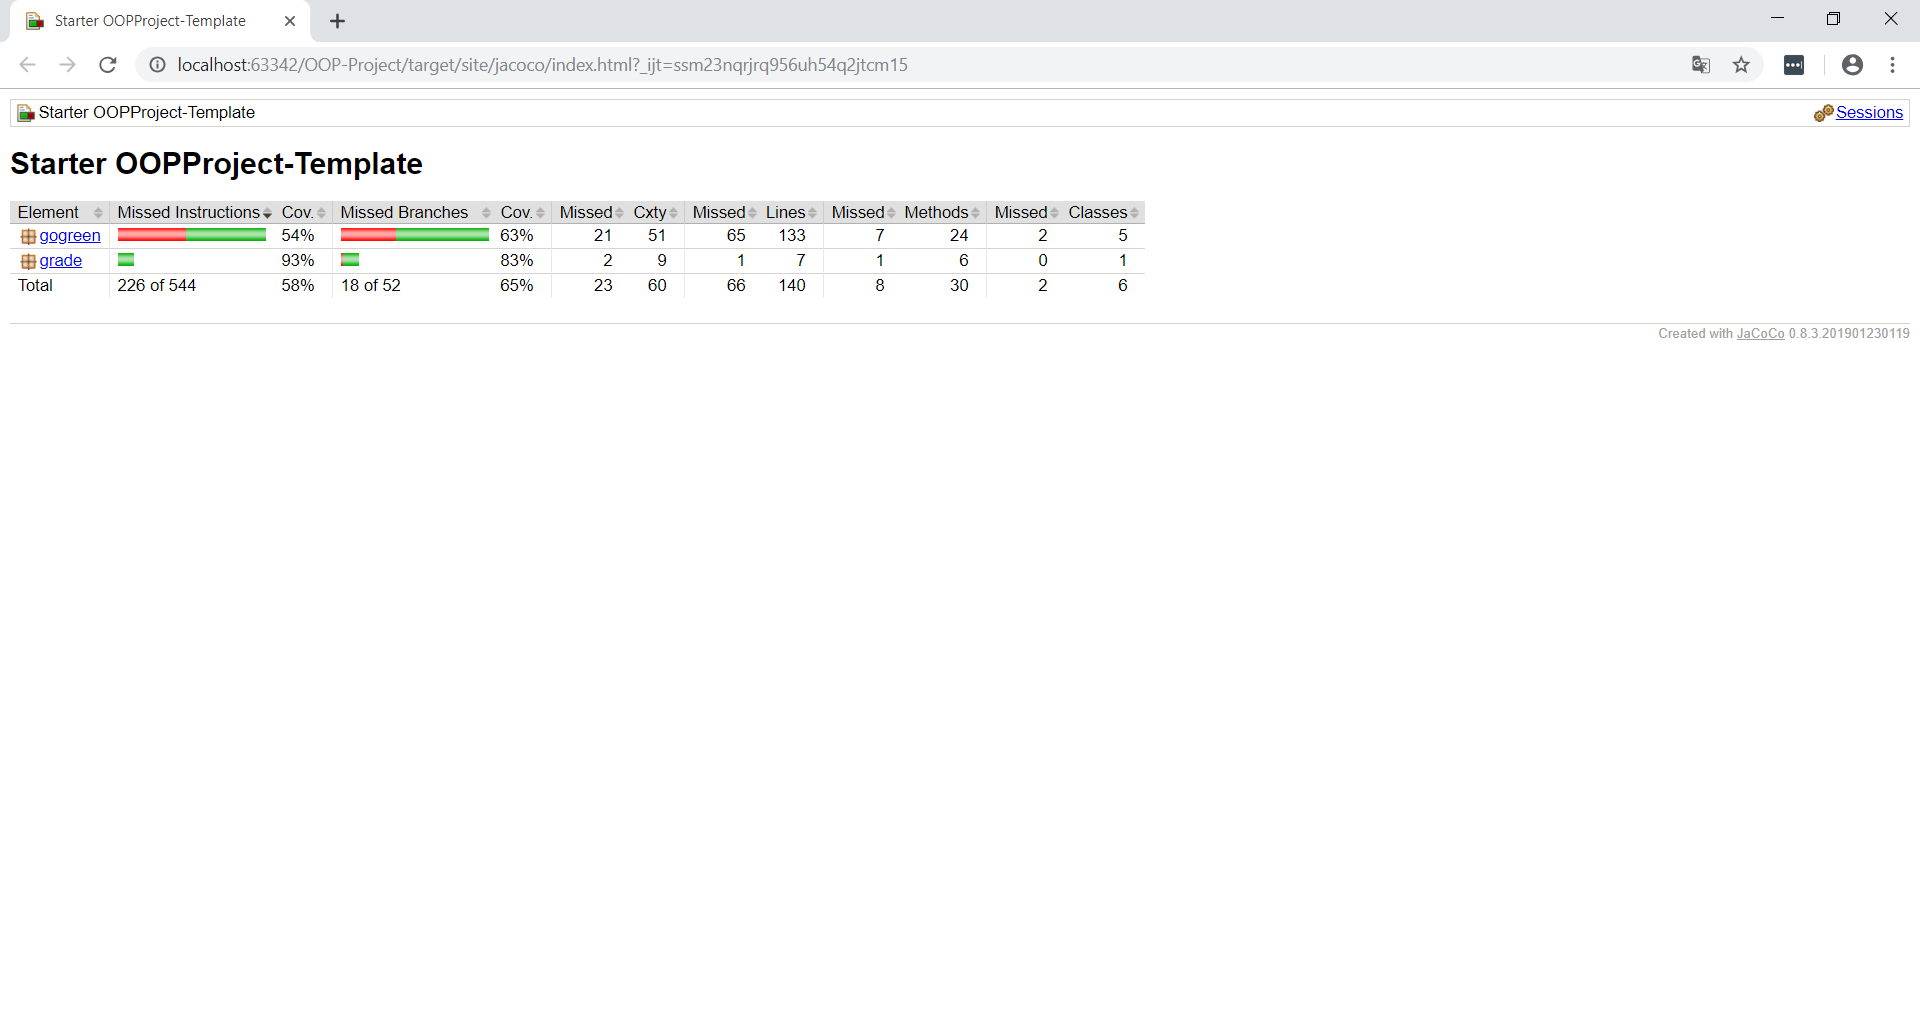 Starter OOPProject-Template
localhost:63342/OOP-Project/target/site/jacoco/index.html?_ijt=ssm23nqrjrq956uh54q2jtcm15
Starter OOPProject-Template Sessions
Starter OOPProject-Template
Element Missed Instructions Cov. Missed Branches Cov. Missed Cxty Missed Lines Missed Methods Missed Classes
gogreen 54% 63% 21 51 65 133 7 24 2 5
grade 93% 83% 2 9 1 7 1 6 0 1
Total 226 of 544 58% 18 of 52 65% 23 60 66 140 8 30 2 6
Created with JaCoCo 0.8.3.201901230119